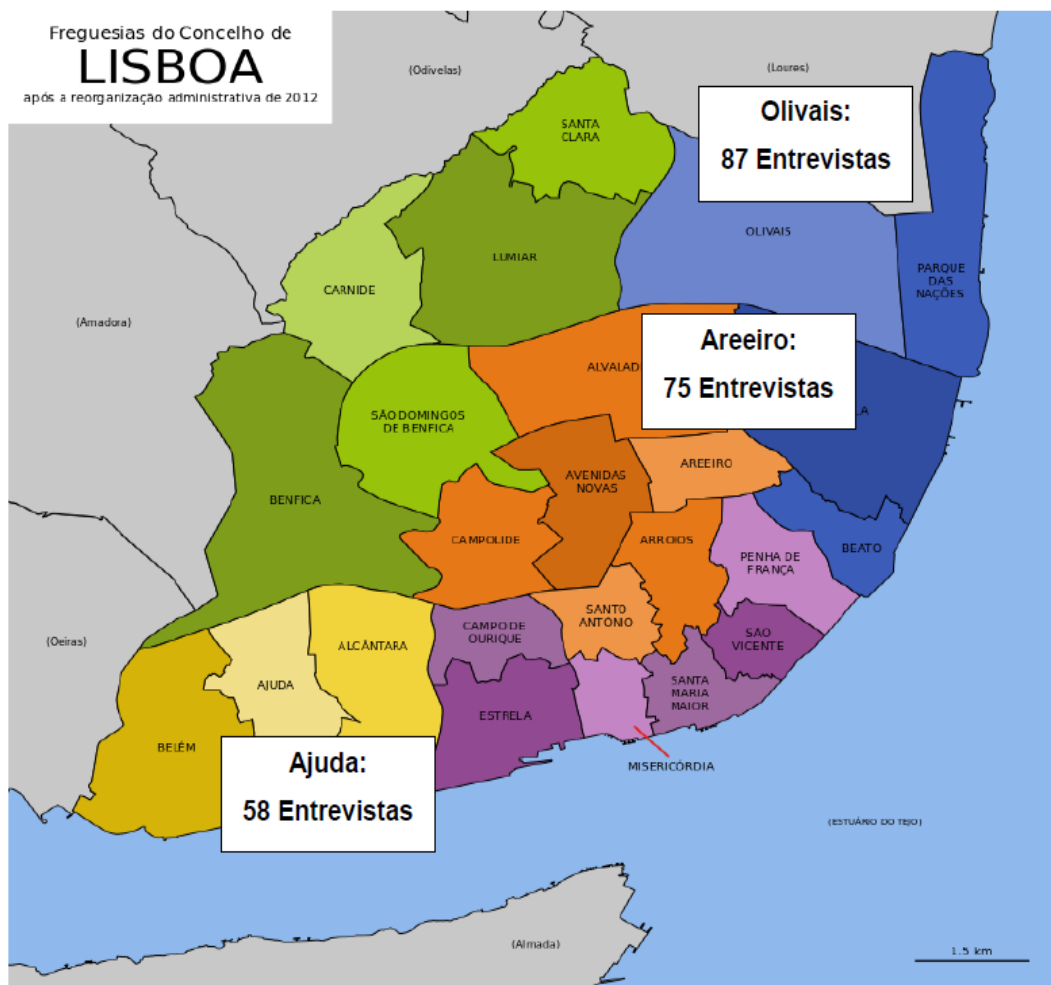 Freguesias do Concelho de
LISBOA
após a reorganização administrativa de 2012
(Odivelas)
(Loures)
SANTA
CLARA
Olivais:
87 Entrevistas
OLIVAIS
LUMIAR
PARQUE
DAS
NAÇÕES
CARNIDE
(Amadora)
Areeiro:
75 Entrevistas
ALVALAD
LA
SÃO DOMINGOS
DE BENFICA
AREEIRO
AVENIDAS
NOVAS
BENFICA
CAMPOLIDE
ARROIOS
BEATO
PENHA DE
FRANÇA
SANTO
ANTÓNIO
CAMPO DE
OURIQUE
(Oeiras)
ALCÂNTARA
SÃO
VICENTE
AJUDA
SANTA
MARIA
MAIOR
ESTRELA
BELÉM
MISERICÓRDIA
Ajuda:
58 Entrevistas
(ESTUÁRIO DO TEJO)
(Almada)
1.5 km